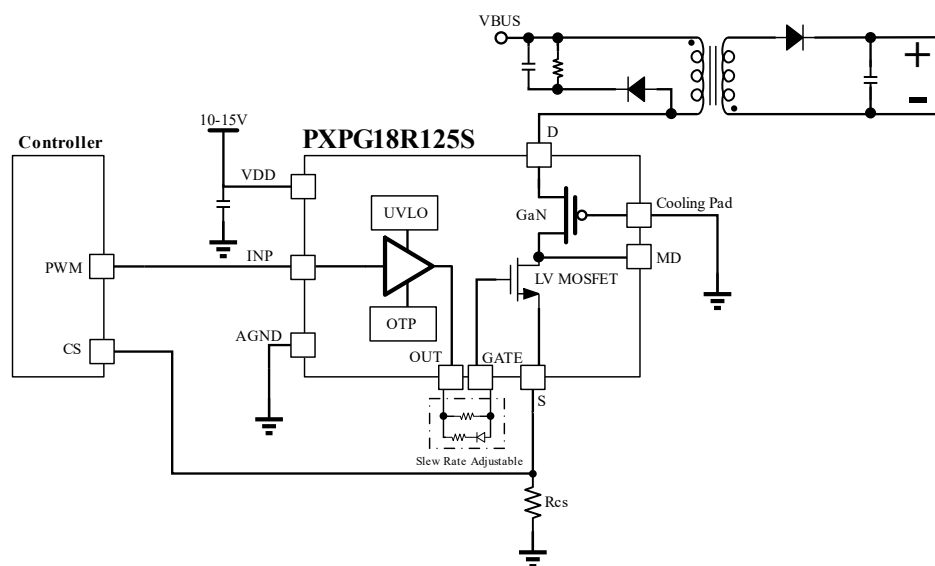 VBUS
10-15V
Controller
PXPG18R125S
D
VDD
UVLO
GaN
Cooling Pad
PWM
INP
MD
LV MOSFET
OTP
AGND
CS
OUT
GATE
S
Slew Rate Adjustable
Rcs
+
-